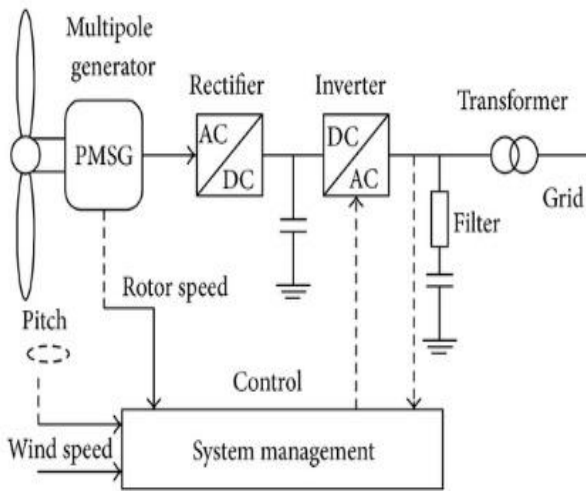 Multipole
generator
Rectifier
Inverter
Transformer
PMSG
AC
DC
DC
AC
Grid
Filter
Rotor speed
Pitch
Control
Wind speed
System management